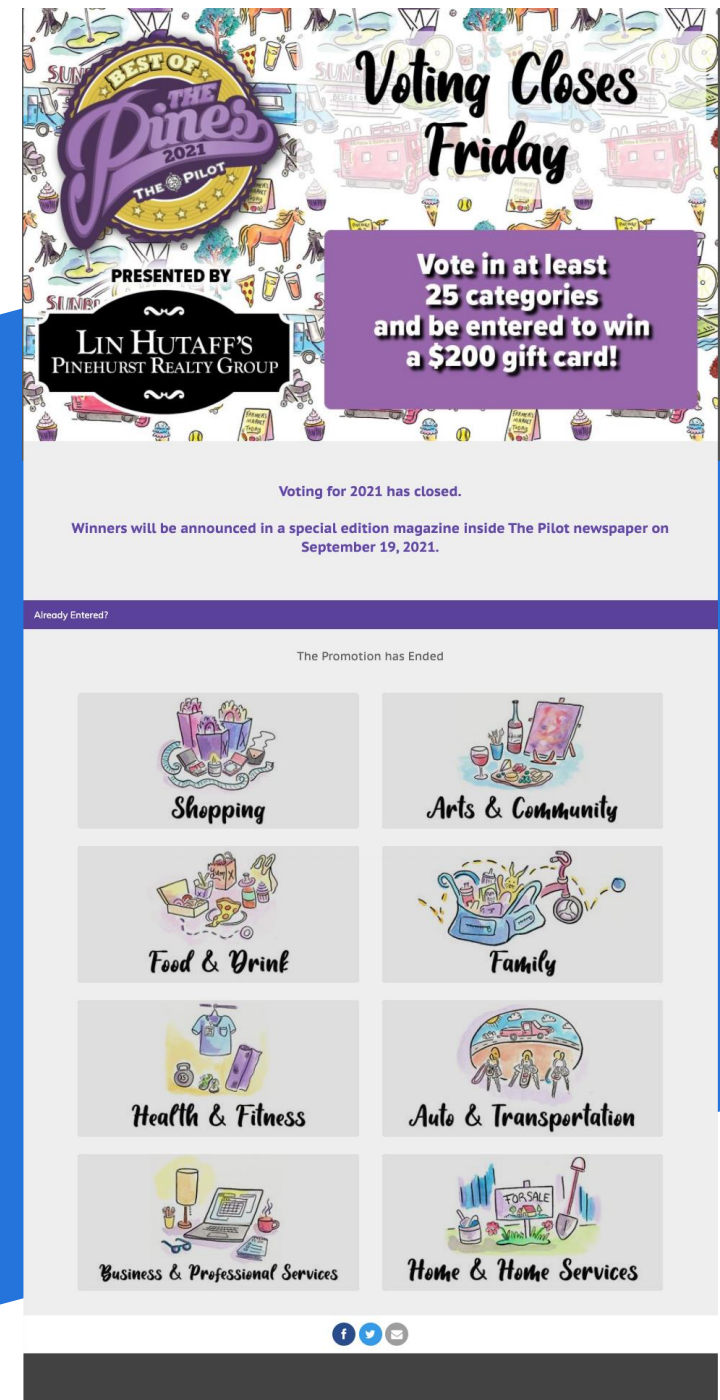 BEST OF
THE
Pines
2021
THE PILOT
PRESENTED BY
LIN HUTAFF'S
PINEHURST REALTY GROUP
Voting Closes
Friday
Vote in at least
25 categories
and be entered to win
a $200 gift card!
Voting for 2021 has closed.
Winners will be announced in a special edition magazine inside The Pilot newspaper on
September 19, 2021.
Already Entered?
The Promotion has Ended
Shopping
Arts & Community
Food & Drink
Family
Health & Fitness
Auto & Transportation
FOR SALE
Business & Professional Services
Home & Home Services